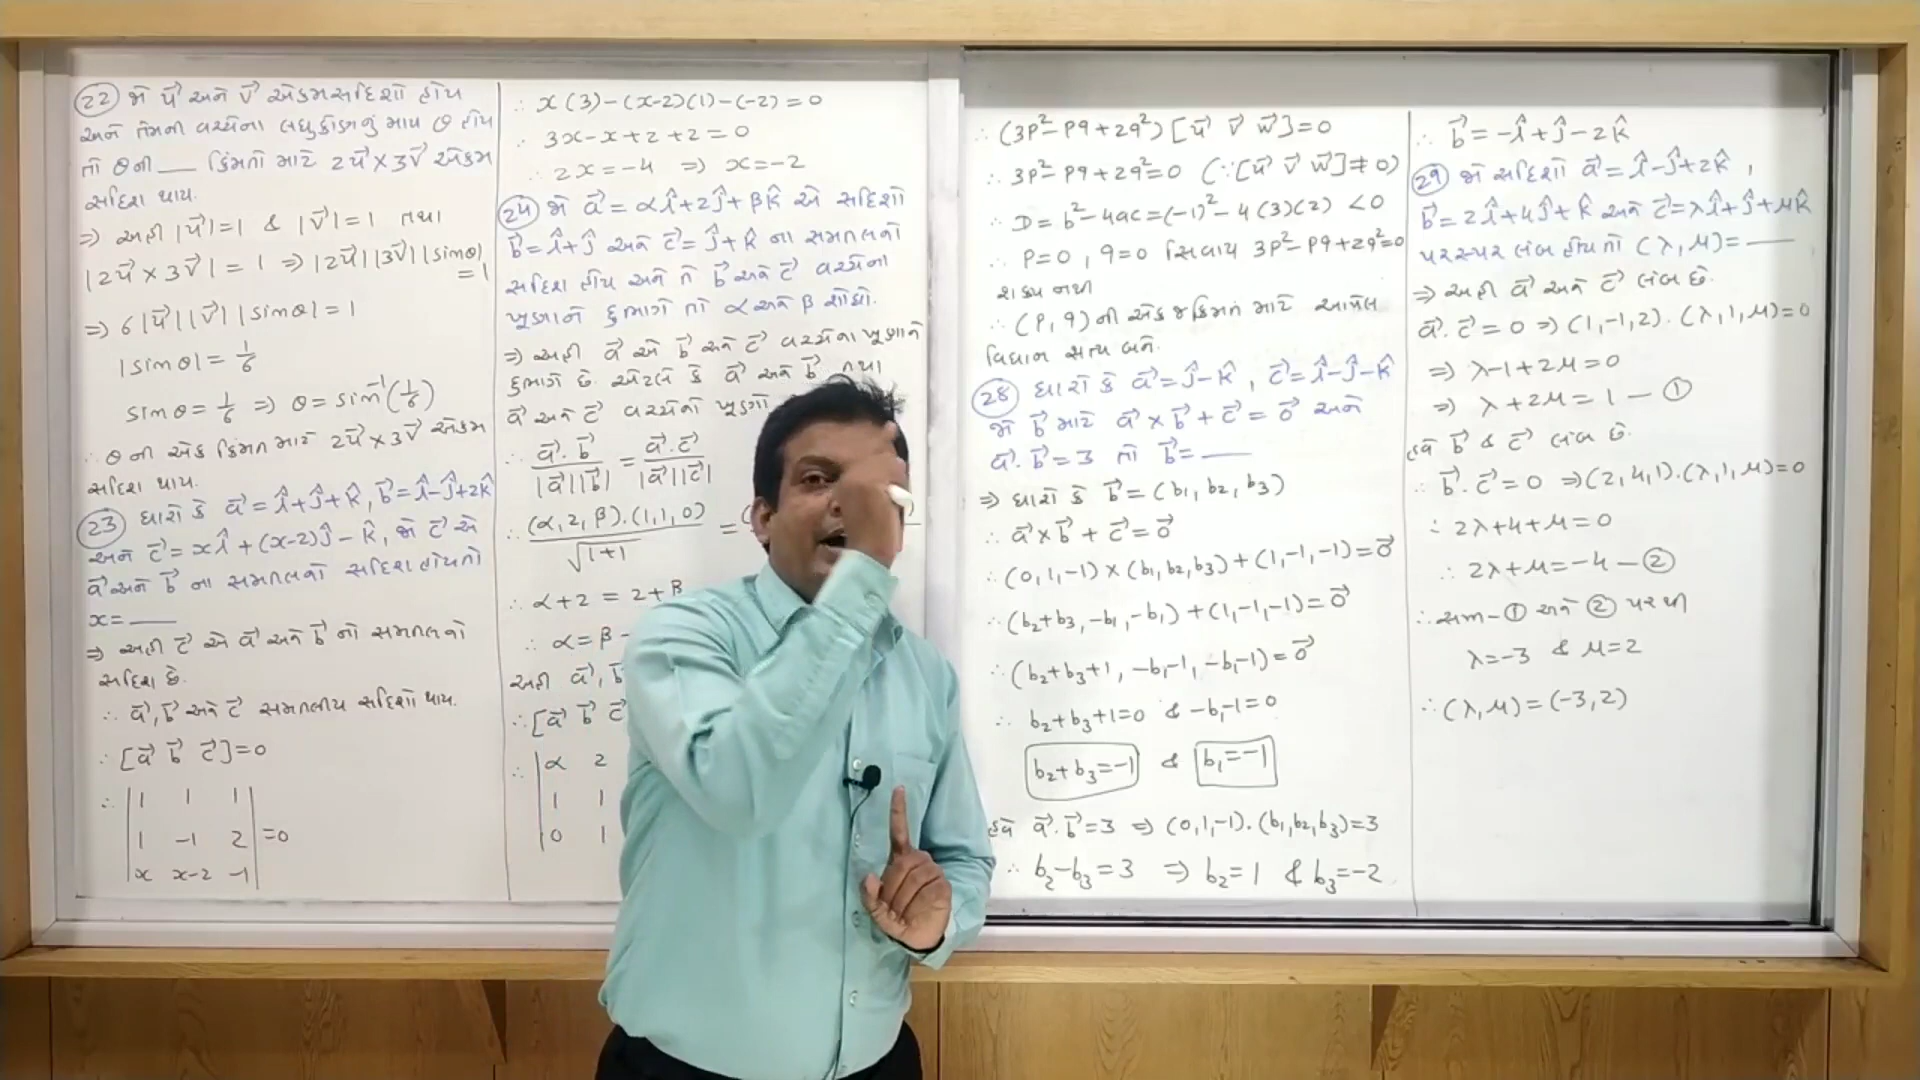 22 જો u⃗ અને v⃗ એકમ સદિશો હોય
અને તેમની વચ્ચેના લઘુકોણનું માપ θ હોય
તો θ ની ___ કિંમતો માટે 2u⃗ × 3v⃗ એકમ
સદિશ થાય.
⇒ અહી |u⃗|=1 & |v⃗|=1 તથા
|2u⃗ × 3v⃗| = 1 ⇒ |2u⃗||3v⃗||sinθ| = 1
⇒ 6|u⃗||v⃗||sinθ| = 1
|sinθ| = 1/6
sinθ = 1/6 ⇒ θ = sin⁻¹(1/6)
∴ θ ની એક કિંમત માટે 2u⃗ × 3v⃗ એકમ
સદિશ થાય.
23 ધારો કે a⃗ = î+ĵ+k̂, b⃗ = î-ĵ+2k̂
અને c⃗ = xî + (x-2)ĵ - k̂, જો c⃗ એ
a⃗ અને b⃗ ના સમતલનો સદિશ હોય તો
x = ___
⇒ અહી c⃗ એ a⃗ અને b⃗ નો સમતલનો
સદિશ છે.
∴ a⃗, b⃗ અને c⃗ સમતલીય સદિશો થાય.
∴ [a⃗ b⃗ c⃗] = 0
∴ | 1 1 1 |
| 1 -1 2 | = 0
| x x-2 -1 |
∴ x(3) - (x-2)(1) - (-2) = 0
∴ 3x - x + 2 + 2 = 0
∴ 2x = -4 ⇒ x = -2
24 જો a⃗ = αî + 2ĵ + βk̂ એ સદિશો
b⃗ = î+ĵ અને c⃗ = ĵ+k̂ ના સમતલનો
સદિશ હોય અને તે b⃗ અને c⃗ વચ્ચેના
ખૂણાને દુભાગે તો α અને β શોધો.
⇒ અહી a⃗ એ b⃗ અને c⃗ વચ્ચેના ખૂણાને
દુભાગે છે. એટલે કે a⃗ અને b⃗ તથા
a⃗ અને c⃗ વચ્ચેનો ખૂણો
∴ a⃗.b⃗ / |a⃗||b⃗| = a⃗.c⃗ / |a⃗||c⃗|
∴ (α, 2, β).(1, 1, 0) / √(1+1) =
∴ α + 2 = 2 + β
∴ α = β
અહી a⃗, b⃗
∴ [a⃗ b⃗ c⃗
∴ | α 2
| 1 1
| 0 1
∴ (3p² - pq + 2q²) [u⃗ v⃗ w⃗] = 0
∴ 3p² - pq + 2q² = 0 (∵ [u⃗ v⃗ w⃗] ≠ 0)
∴ D = b² - 4ac = (-1)² - 4(3)(2) < 0
∴ p=0, q=0 સિવાય 3p² - pq + 2q² = 0
શક્ય નથી
∴ (p, q) ની એક જ કિંમત માટે આપેલ
વિધાન સત્ય બને.
28 ધારો કે a⃗ = ĵ-k̂, c⃗ = î-ĵ-k̂
જો b⃗ માટે a⃗ × b⃗ + c⃗ = 0⃗ અને
a⃗.b⃗ = 3 તો b⃗ = ___
⇒ ધારો કે b⃗ = (b₁, b₂, b₃)
∴ a⃗ × b⃗ + c⃗ = 0⃗
∴ (0, 1, -1) × (b₁, b₂, b₃) + (1, -1, -1) = 0⃗
∴ (b₂+b₃, -b₁, -b₁) + (1, -1, -1) = 0⃗
∴ (b₂+b₃+1, -b₁-1, -b₁-1) = 0⃗
∴ b₂+b₃+1 = 0 & -b₁-1 = 0
b₂+b₃ = -1 & b₁ = -1
હવે a⃗.b⃗ = 3 ⇒ (0, 1, -1).(b₁, b₂, b₃) = 3
∴ b₂-b₃ = 3 ⇒ b₂ = 1 & b₃ = -2
∴ b⃗ = -î+ĵ-2k̂
29 જો સદિશો a⃗ = î-ĵ+2k̂,
b⃗ = 2î+4ĵ+k̂ અને c⃗ = λî+ĵ+μk̂
પરસ્પર લંબ હોય તો (λ, μ) = ___
⇒ અહી a⃗ અને c⃗ લંબ છે.
a⃗.c⃗ = 0 ⇒ (1, -1, 2).(λ, 1, μ) = 0
⇒ λ-1+2μ = 0
⇒ λ+2μ = 1 — ①
હવે b⃗ & c⃗ લંબ છે.
∴ b⃗.c⃗ = 0 ⇒ (2, 4, 1).(λ, 1, μ) = 0
∴ 2λ+4+μ = 0
∴ 2λ+μ = -4 — ②
∴ સમ-① અને ② પરથી
λ = -3 & μ = 2
∴ (λ, μ) = (-3, 2)